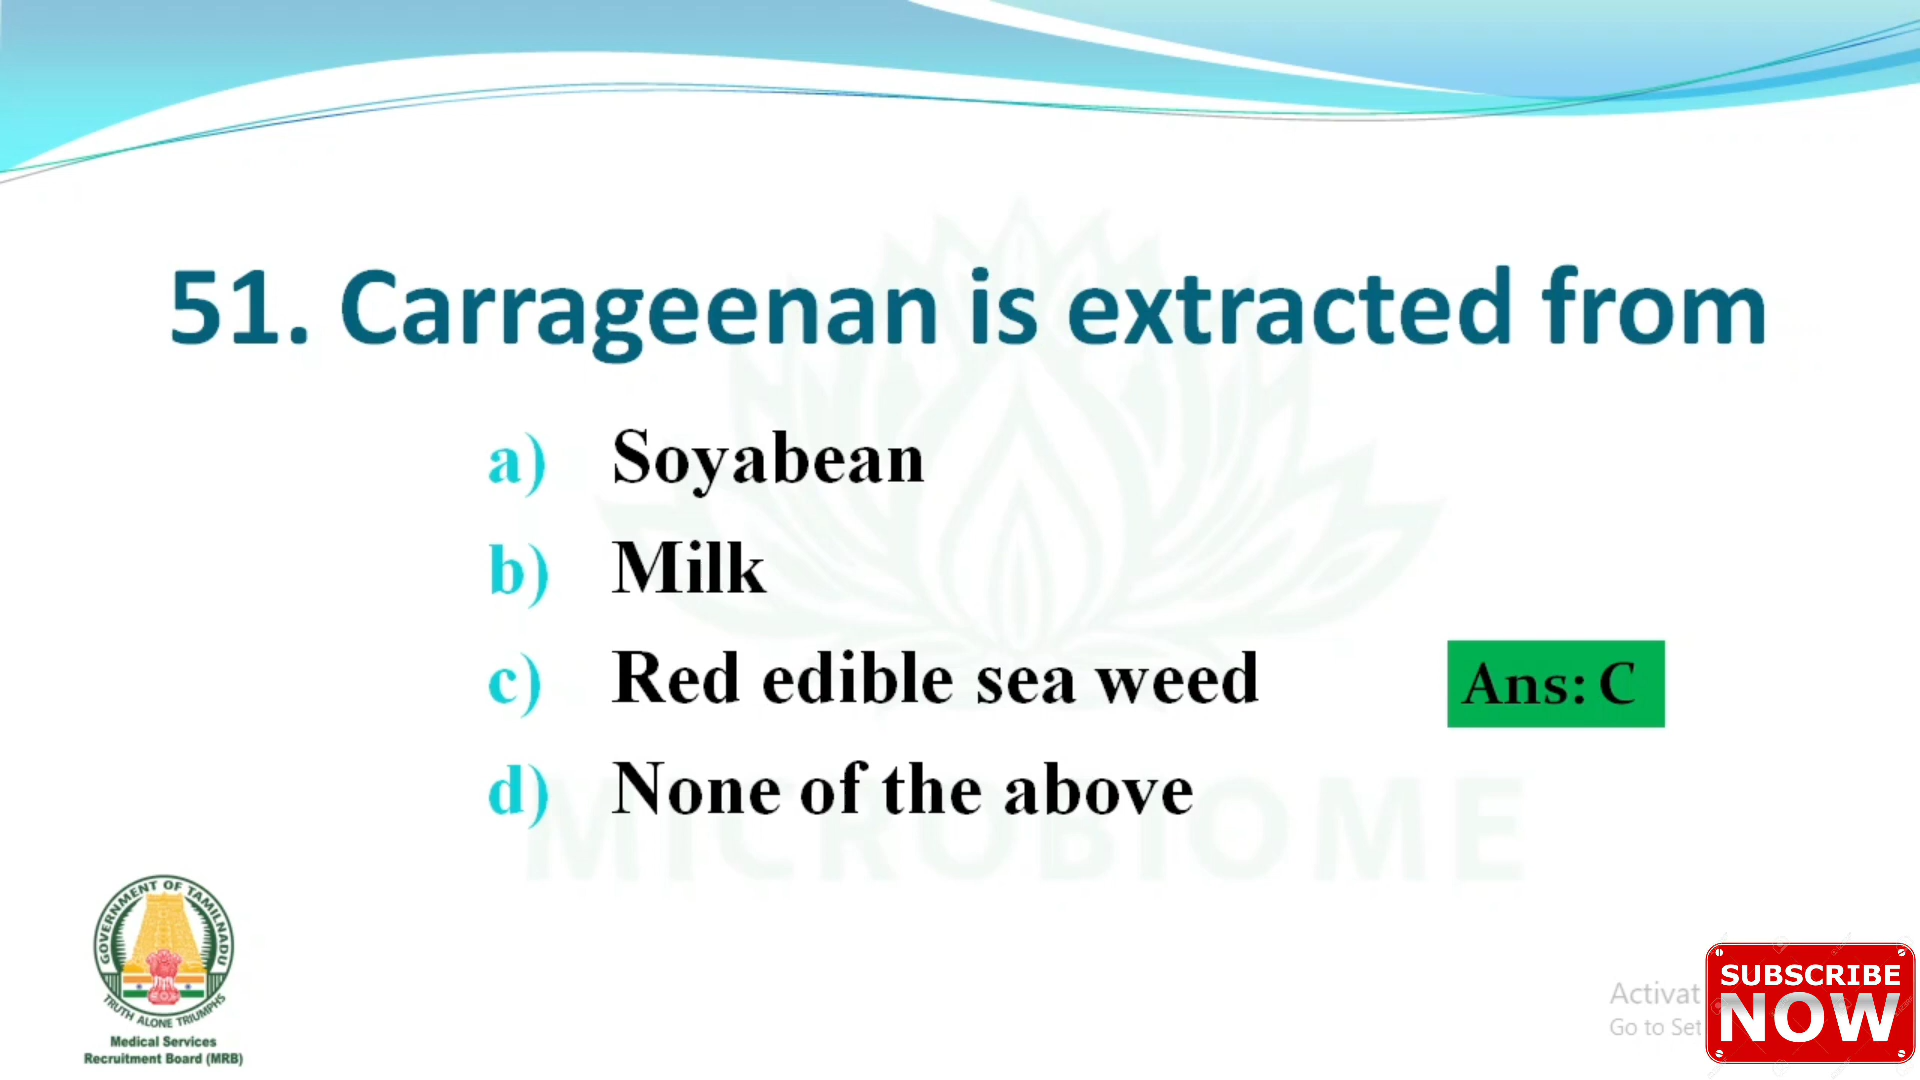 51. Carrageenan is extracted from
a) Soyabean
b) Milk
c) Red edible sea weed
Ans: C
d) None of the above
MICROBIOME
GOVERNMENT OF TAMILNADU
TRUTH ALONE TRIUMPHS
Medical Services
Recruitment Board (MRB)
Activat
Go to Set
SUBSCRIBE
NOW